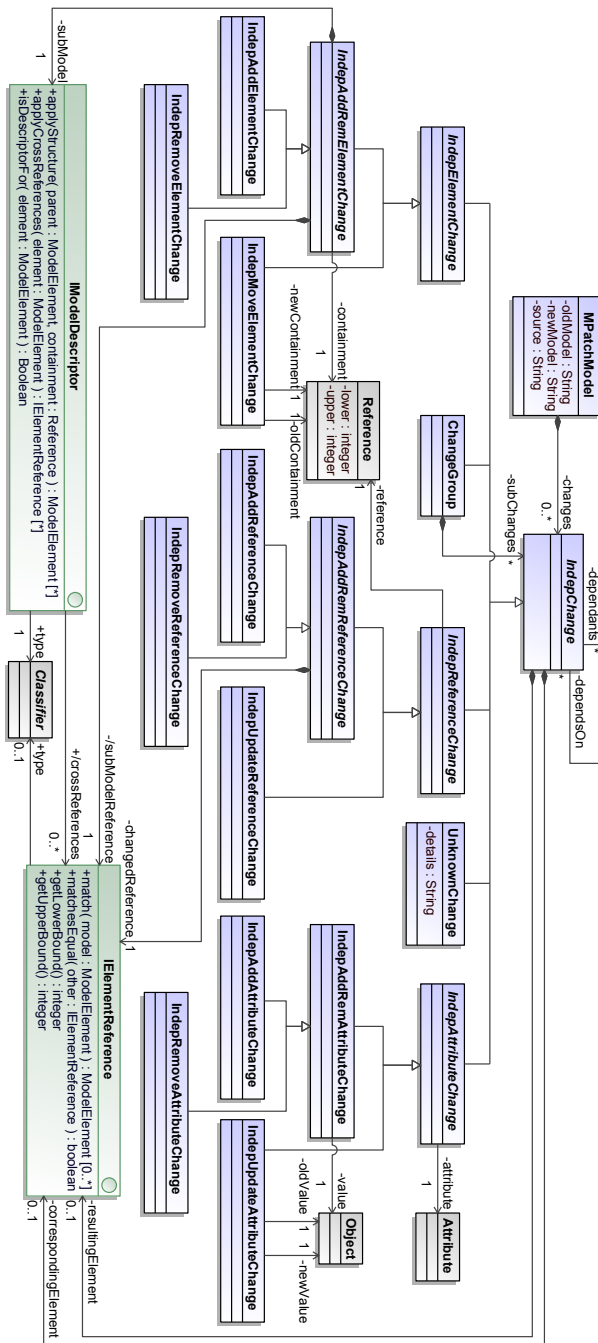 MPatchModel
-oldModel : String
-newModel : String
-source : String
-changes
0..*
IndepChange
-dependants
*
-dependsOn
*
ChangeGroup
-subChanges
*
IndepElementChange
IndepReferenceChange
UnknownChange
-details : String
IndepAttributeChange
-attribute
1
Attribute
-reference
1
Reference
-lower : integer
-upper : integer
-containment
1
-newContainment
1
1
-oldContainment
IndepAddRemElementChange
IndepMoveElementChange
IndepAddElementChange
IndepRemoveElementChange
IndepAddRemReferenceChange
IndepUpdateReferenceChange
IndepAddReferenceChange
IndepRemoveReferenceChange
IndepAddRemAttributeChange
IndepUpdateAttributeChange
IndepAddAttributeChange
IndepRemoveAttributeChange
-value
1
Object
-oldValue
1
1
-newValue
-subModel
1
-/subModelReference
1
-changedReference
1
IModelDescriptor
+applyStructure( parent : ModelElement, containment : Reference ) : ModelElement [*]
+applyCrossReferences( element : ModelElement ) : IElementReference [*]
+isDescriptorFor( element : ModelElement ) : Boolean
+/crossReferences
0..*
+type
1
Classifier
+type
0..1
IElementReference
+match( model : ModelElement ) : ModelElement [0..*]
+matchesEqual( other : IElementReference ) : boolean
+getLowerBound() : integer
+getUpperBound() : integer
-resultingElement
0..1
-correspondingElement
0..1